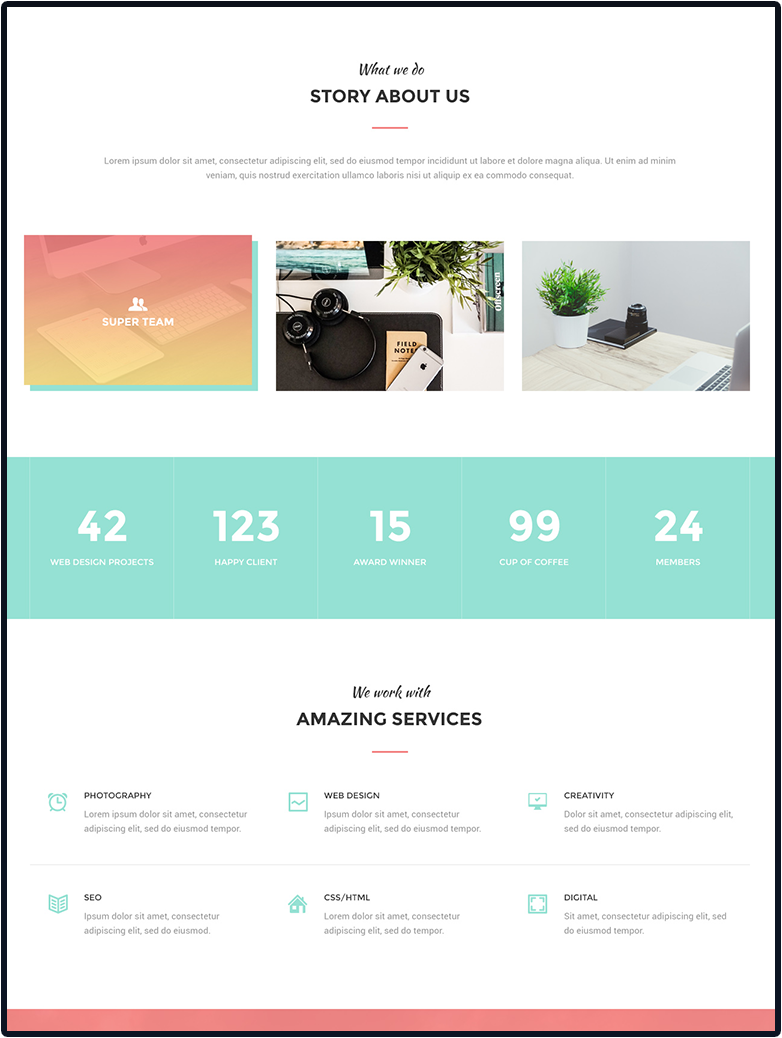 What we do
STORY ABOUT US
Lorem ipsum dolor sit amet, consectetur adipiscing elit, sed do eiusmod tempor incididunt ut labore et dolore magna aliqua. Ut enim ad minim
veniam, quis nostrud exercitation ullamco laboris nisi ut aliquip ex ea commodo consequat.
SUPER TEAM
Offscreen
FIELD
NOTES
42
WEB DESIGN PROJECTS
123
HAPPY CLIENT
15
AWARD WINNER
99
CUP OF COFFEE
24
MEMBERS
We work with
AMAZING SERVICES
PHOTOGRAPHY
Lorem ipsum dolor sit amet, consectetur
adipiscing elit, sed do eiusmod tempor.
WEB DESIGN
Ipsum dolor sit amet, consectetur
adipiscing elit, sed do eiusmod tempor.
CREATIVITY
Dolor sit amet, consectetur adipiscing elit,
sed do eiusmod tempor.
SEO
Ipsum dolor sit amet, consectetur
adipiscing elit, sed do eiusmod.
CSS/HTML
Lorem ipsum dolor sit amet, consectetur
adipiscing elit, sed do tempor.
DIGITAL
Sit amet, consectetur adipiscing elit, sed
do eiusmod tempor.